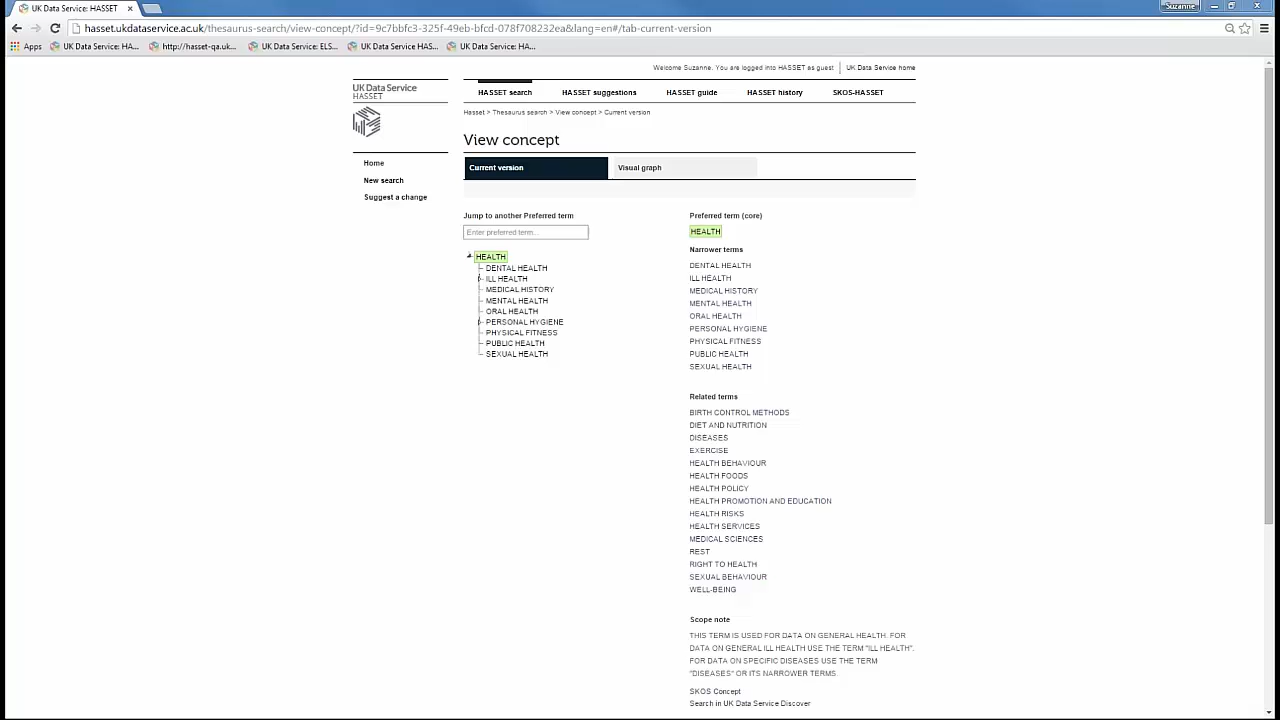 UK Data Service: HASSET
Suzanne
hasset.ukdataservice.ac.uk/thesaurus-search/view-concept/?id=9c7bbfc3-325f-49eb-bfcd-078f708232ea&lang=en#/tab-current-version
Apps UK Data Service: HA... http://hasset-qa.uk... UK Data Service: ELS... UK Data Service HAS... UK Data Service: HA...
Welcome Suzanne. You are logged into HASSET as guest UK Data Service home
UK Data Service
HASSET
HASSET search HASSET suggestions HASSET guide HASSET history SKOS-HASSET
Hasset > Thesaurus search > View concept > Current version
View concept
Home
New search
Suggest a change
Current version Visual graph
Jump to another Preferred term
Enter preferred term...
HEALTH
DENTAL HEALTH
ILL HEALTH
MEDICAL HISTORY
MENTAL HEALTH
ORAL HEALTH
PERSONAL HYGIENE
PHYSICAL FITNESS
PUBLIC HEALTH
SEXUAL HEALTH
Preferred term (core)
HEALTH
Narrower terms
DENTAL HEALTH
ILL HEALTH
MEDICAL HISTORY
MENTAL HEALTH
ORAL HEALTH
PERSONAL HYGIENE
PHYSICAL FITNESS
PUBLIC HEALTH
SEXUAL HEALTH
Related terms
BIRTH CONTROL METHODS
DIET AND NUTRITION
DISEASES
EXERCISE
HEALTH BEHAVIOUR
HEALTH FOODS
HEALTH POLICY
HEALTH PROMOTION AND EDUCATION
HEALTH RISKS
HEALTH SERVICES
MEDICAL SCIENCES
REST
RIGHT TO HEALTH
SEXUAL BEHAVIOUR
WELL-BEING
Scope note
THIS TERM IS USED FOR DATA ON GENERAL HEALTH. FOR
DATA ON GENERAL ILL HEALTH USE THE TERM "ILL HEALTH".
FOR DATA ON SPECIFIC DISEASES USE THE TERM
"DISEASES" OR ITS NARROWER TERMS.
SKOS Concept
Search in UK Data Service Discover